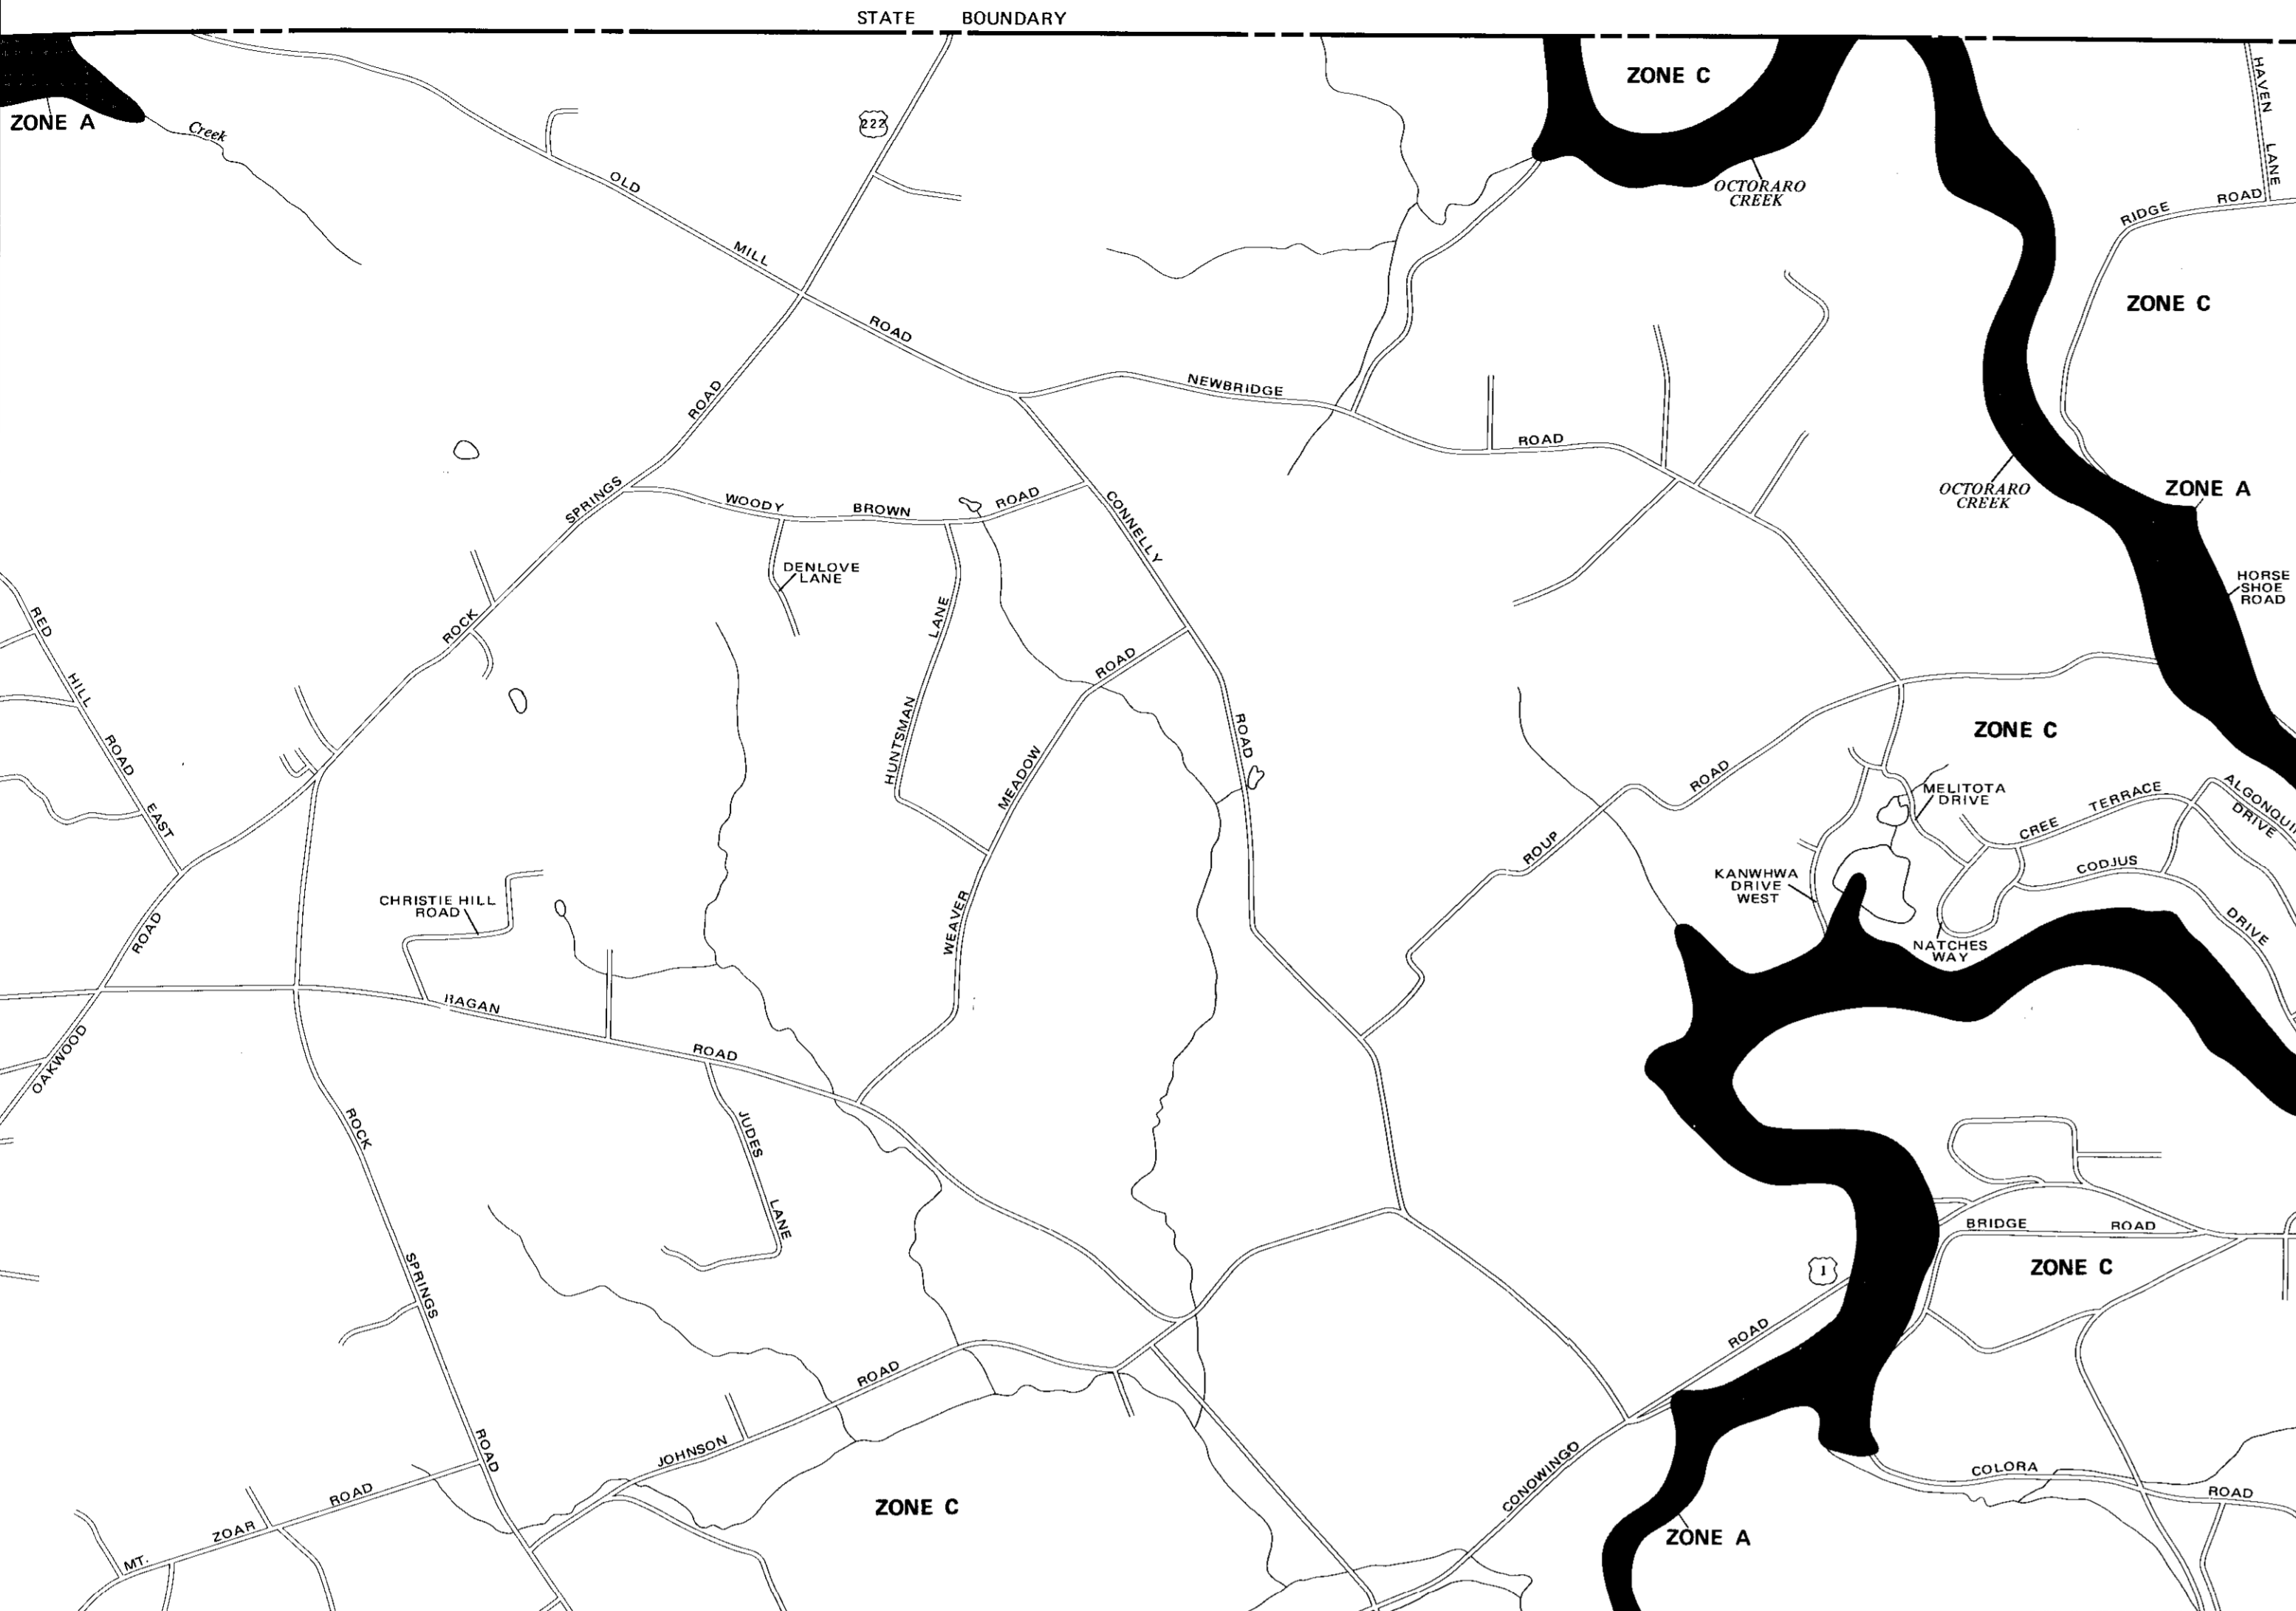 STATE BOUNDARY
ZONE C
ZONE A
Creek
222
HAVEN LANE
OCTORARO
CREEK
RIDGE ROAD
OLD MILL ROAD
ZONE C
NEWBRIDGE ROAD
ROCK SPRINGS ROAD
WOODY BROWN ROAD
CONNELLY ROAD
OCTORARO
CREEK
ZONE A
DENLOVE
LANE
HORSE
SHOE
ROAD
RED HILL ROAD EAST
HUNTSMAN LANE
WEAVER MEADOW ROAD
ZONE C
ROUP ROAD
MELITOTA
DRIVE
CREE TERRACE
ALGONQUI
DRIVE
CODJUS DRIVE
KANWHWA
DRIVE
WEST
NATCHES
WAY
CHRISTIE HILL
ROAD
OAKWOOD ROAD
RAGAN ROAD
JUDES LANE
ROCK SPRINGS ROAD
BRIDGE ROAD
ZONE C
1
CONOWINGO ROAD
JOHNSON ROAD
MT. ZOAR ROAD
COLORA ROAD
ZONE C
ZONE A